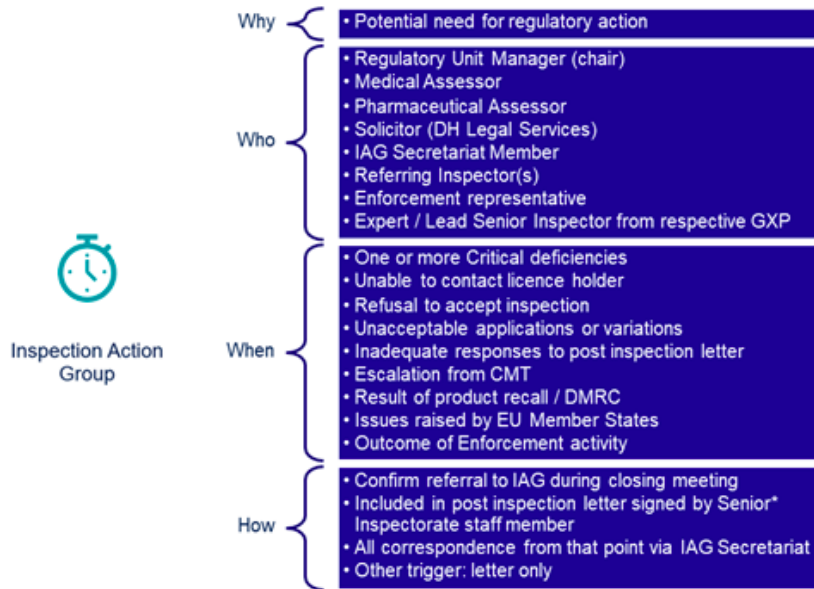 Why
• Potential need for regulatory action
Who
• Regulatory Unit Manager (chair)
• Medical Assessor
• Pharmaceutical Assessor
• Solicitor (DH Legal Services)
• IAG Secretariat Member
• Referring Inspector(s)
• Enforcement representative
• Expert / Lead Senior Inspector from respective GXP
Inspection Action
Group
When
• One or more Critical deficiencies
• Unable to contact licence holder
• Refusal to accept inspection
• Unacceptable applications or variations
• Inadequate responses to post inspection letter
• Escalation from CMT
• Result of product recall / DMRC
• Issues raised by EU Member States
• Outcome of Enforcement activity
How
• Confirm referral to IAG during closing meeting
• Included in post inspection letter signed by Senior*
Inspectorate staff member
• All correspondence from that point via IAG Secretariat
• Other trigger: letter only